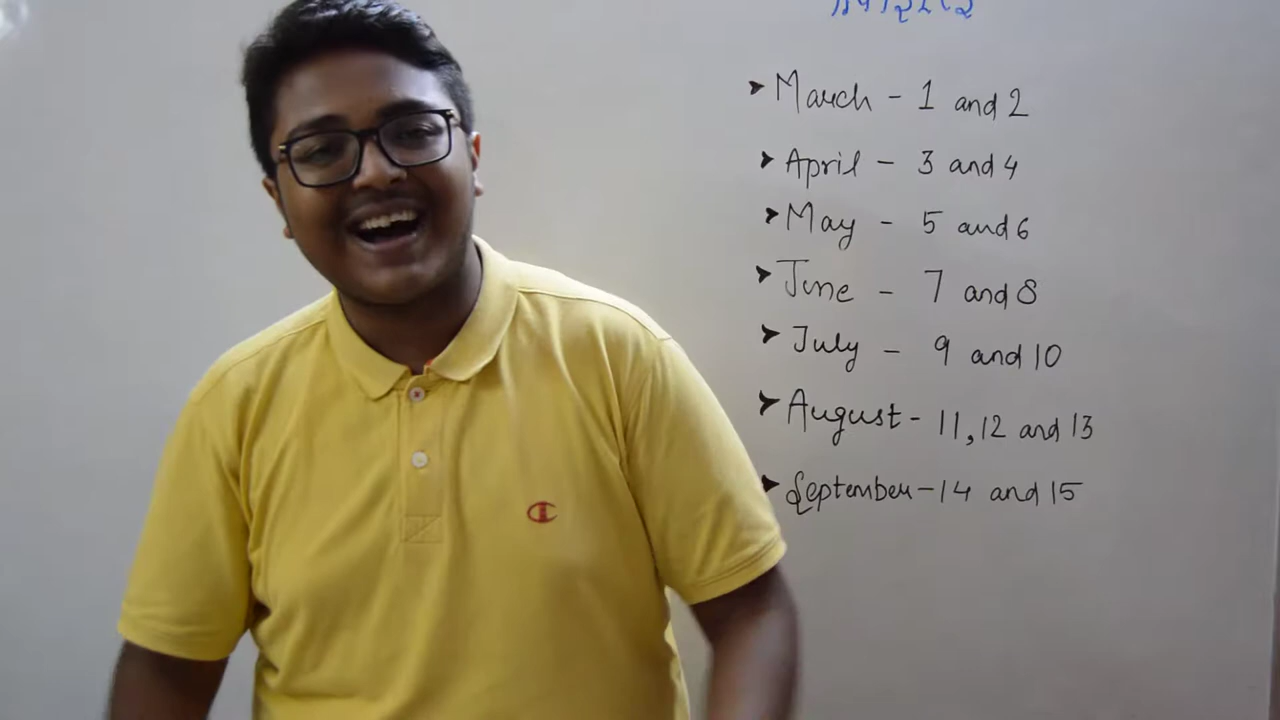 March - 1 and 2
April - 3 and 4
May - 5 and 6
June - 7 and 8
July - 9 and 10
August - 11, 12 and 13
September - 14 and 15